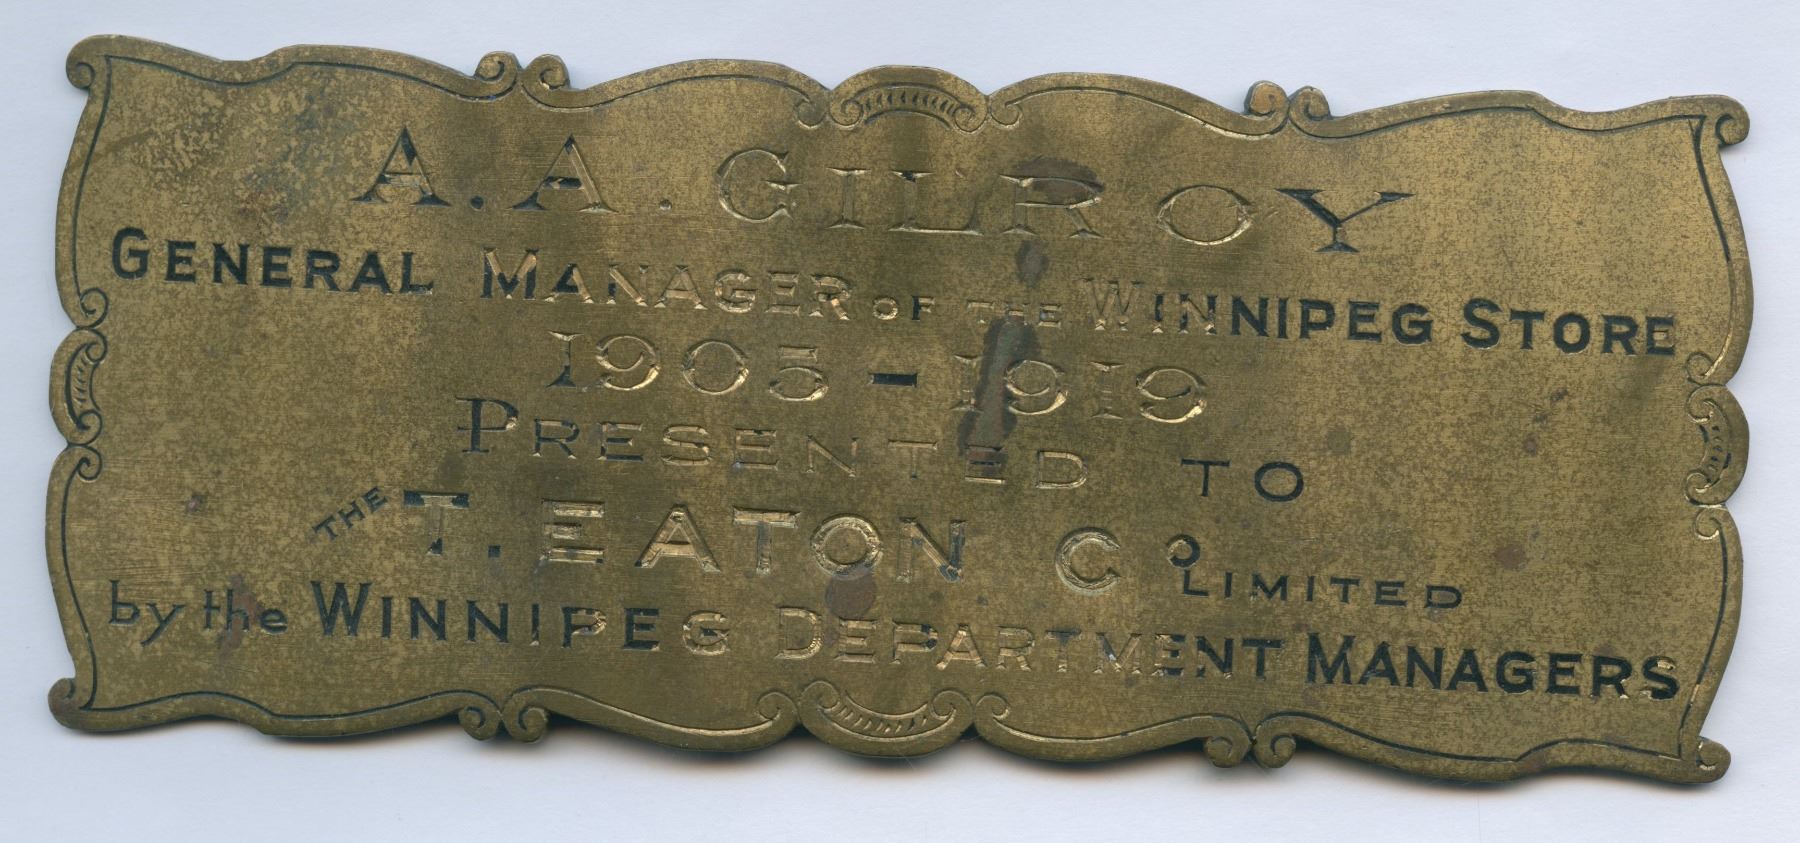 A. A. GILROY
GENERAL MANAGER OF THE WINNIPEG STORE
1905 - 1919
PRESENTED TO
THE T. EATON Co LIMITED
by the WINNIPEG DEPARTMENT MANAGERS